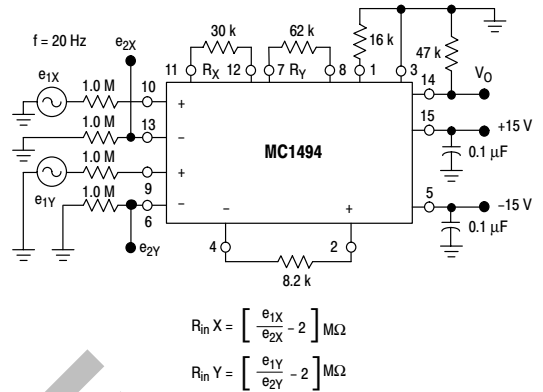 f = 20 Hz
e2X
30 k
62 k
16 k
47 k
e1X
1.0 M
10
11
RX
12
7
RY
8
1
3
14
VO
+
1.0 M
13
–
15
+15 V
MC1494
0.1 μF
1.0 M
+
9
e1Y
1.0 M
–
6
5
–15 V
0.1 μF
e2Y
–
+
4
2
8.2 k
Rin X = [ e1X / e2X – 2 ] MΩ
Rin Y = [ e1Y / e2Y – 2 ] MΩ